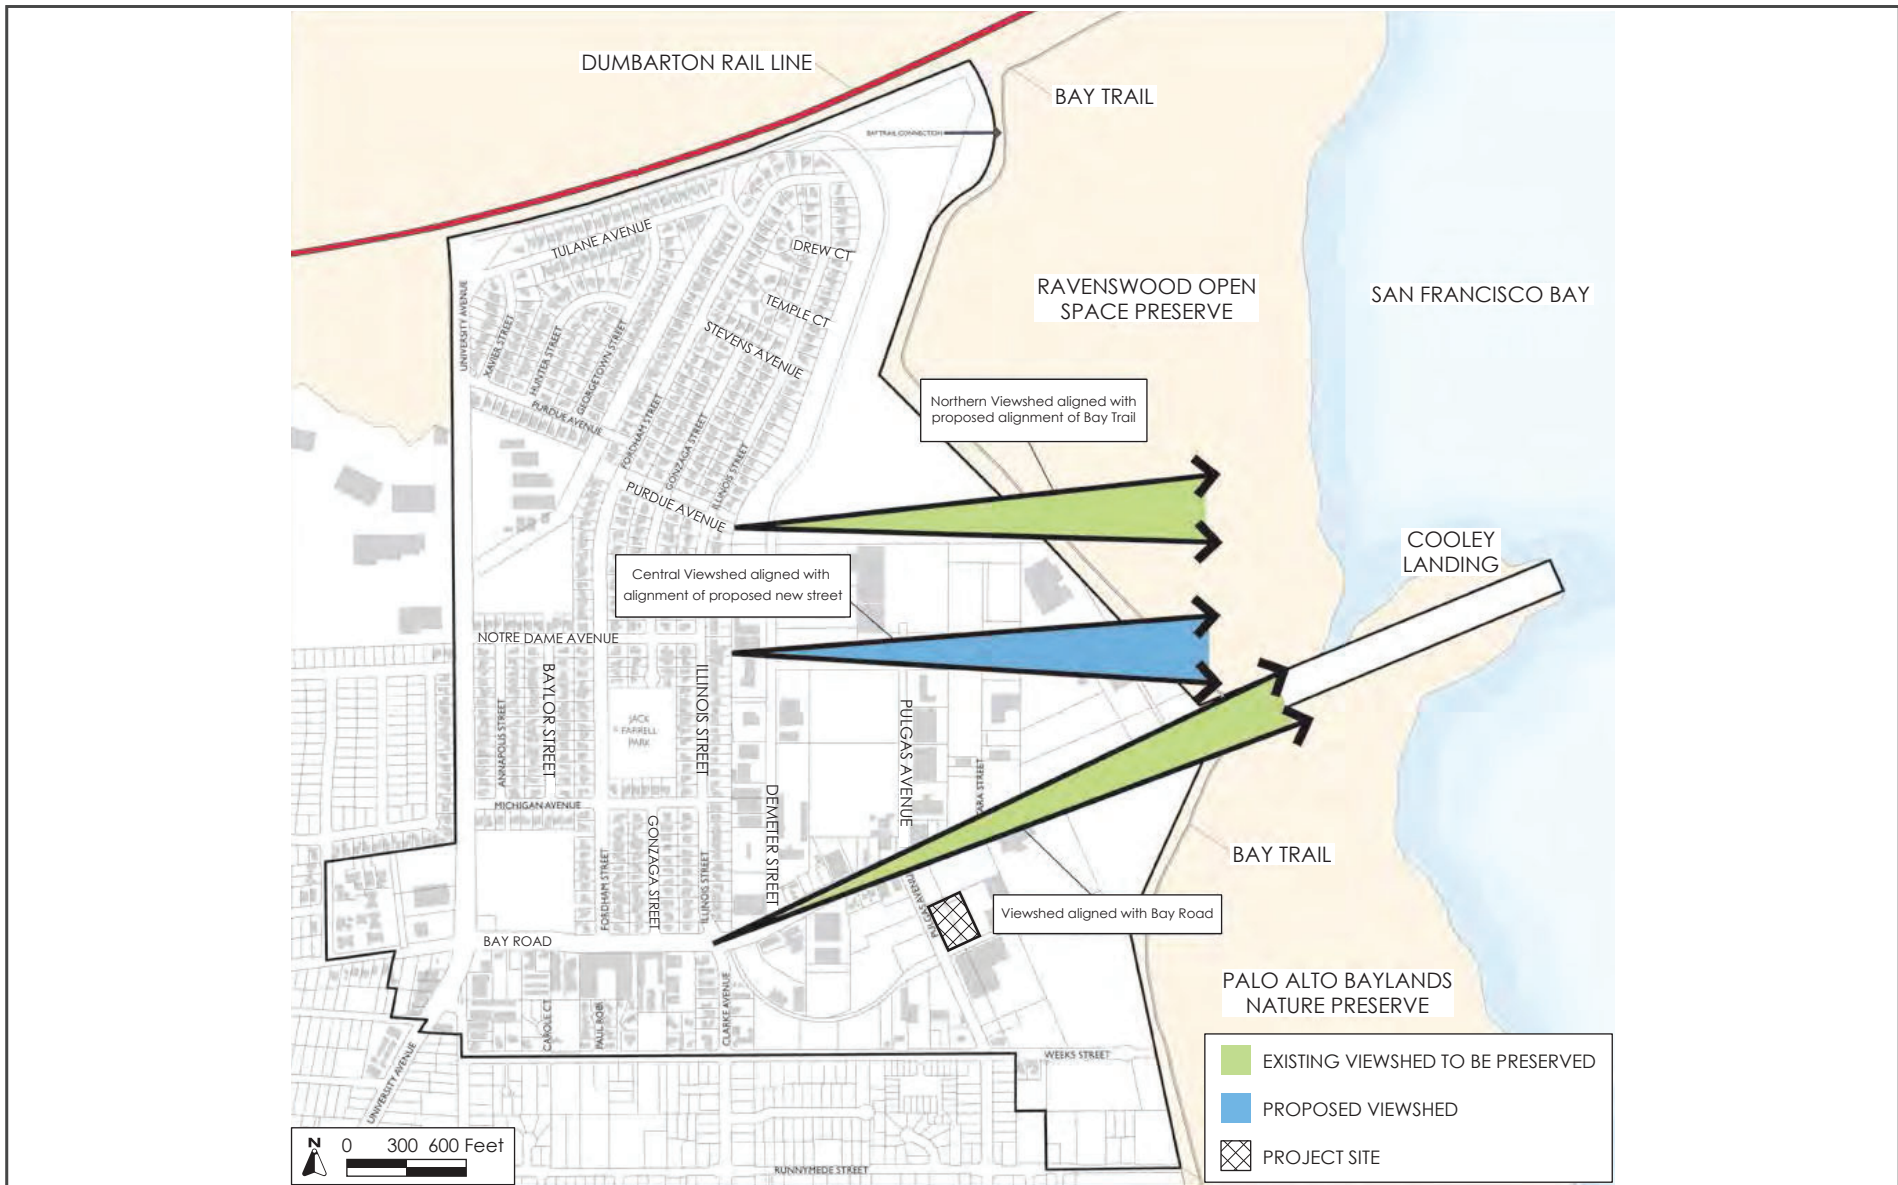 DUMBARTON RAIL LINE
BAY TRAIL
BAY TRAIL CONNECTION
TULANE AVENUE
DREW CT
UNIVERSITY AVENUE
XAVIER STREET
HUNTER STREET
GEORGETOWN STREET
TEMPLE CT
STEVENS AVENUE
RAVENSWOOD OPEN
SPACE PRESERVE
SAN FRANCISCO BAY
PURDUE AVENUE
FORDHAM STREET
GONZAGA STREET
ILLINOIS STREET
Northern Viewshed aligned with
proposed alignment of Bay Trail
PURDUE AVENUE
COOLEY
LANDING
Central Viewshed aligned with
alignment of proposed new street
NOTRE DAME AVENUE
ANNAPOLIS STREET
BAYLOR STREET
JACK
FARRELL
PARK
ILLINOIS STREET
PULGAS AVENUE
DEMETER STREET
MICHIGAN AVENUE
FORDHAM STREET
GONZAGA STREET
ILLINOIS STREET
BAY TRAIL
PULGAS AVENUE
Viewshed aligned with Bay Road
BAY ROAD
CAROLE CT
CLARKE AVENUE
PALO ALTO BAYLANDS
NATURE PRESERVE
UNIVERSITY AVENUE
WEEKS STREET
RUNNYMEDE STREET
N
0 300 600 Feet
EXISTING VIEWSHED TO BE PRESERVED
PROPOSED VIEWSHED
PROJECT SITE